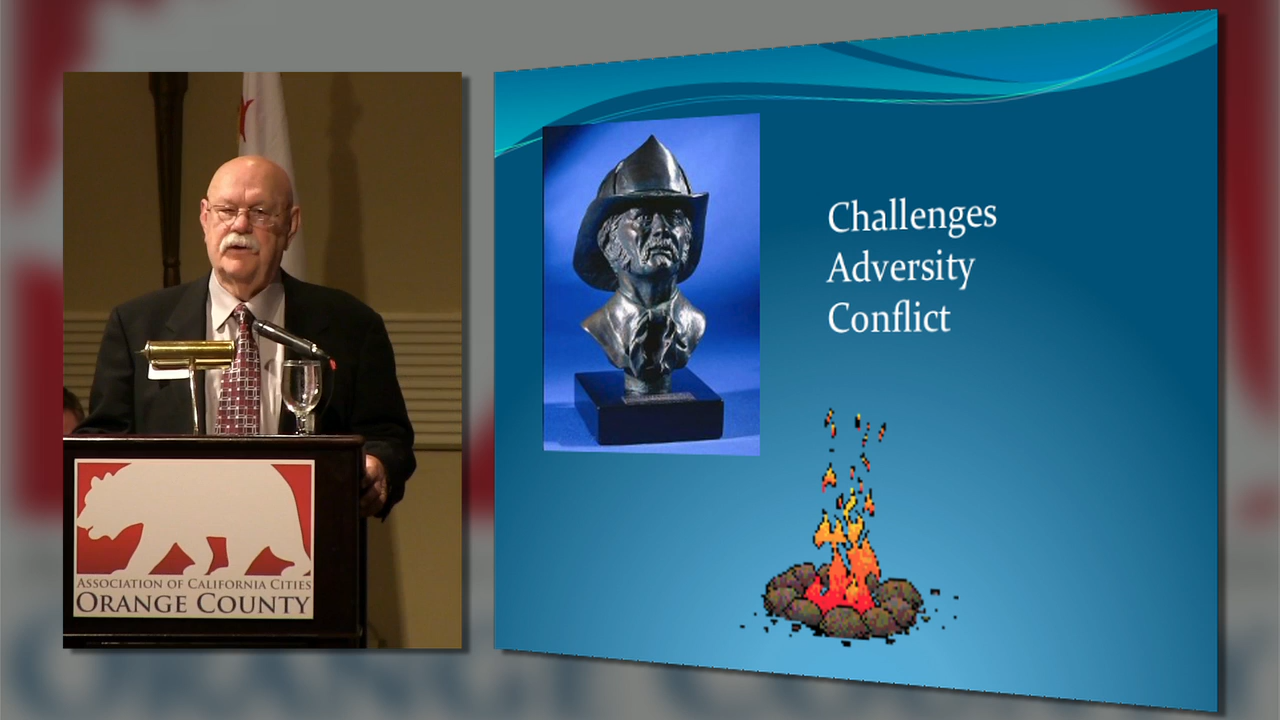 ASSOCIATION OF CALIFORNIA CITIES
ORANGE COUNTY
Challenges
Adversity
Conflict